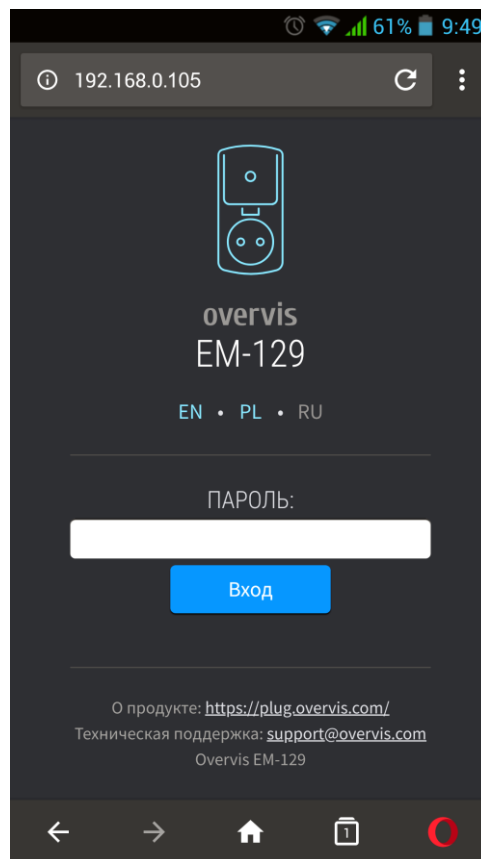 61% 9:49
192.168.0.105
overvis
EM-129
EN • PL • RU
ПАРОЛЬ:
Вход
О продукте: https://plug.overvis.com/
Техническая поддержка: support@overvis.com
Overvis EM-129
1